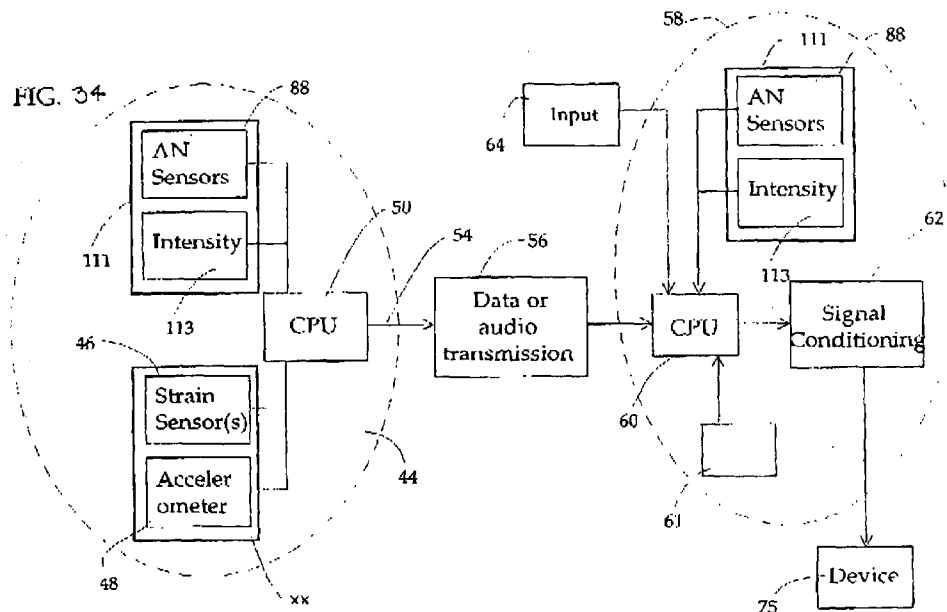 FIG. 34
88
AN
Sensors
Intensity
111
113
46
Strain
Sensor(s)
Acceler
ometer
48
xx
50
CPU
54
44
56
Data or
audio
transmission
58
Input
64
111
88
AN
Sensors
Intensity
113
62
CPU
60
61
Signal
Conditioning
Device
75